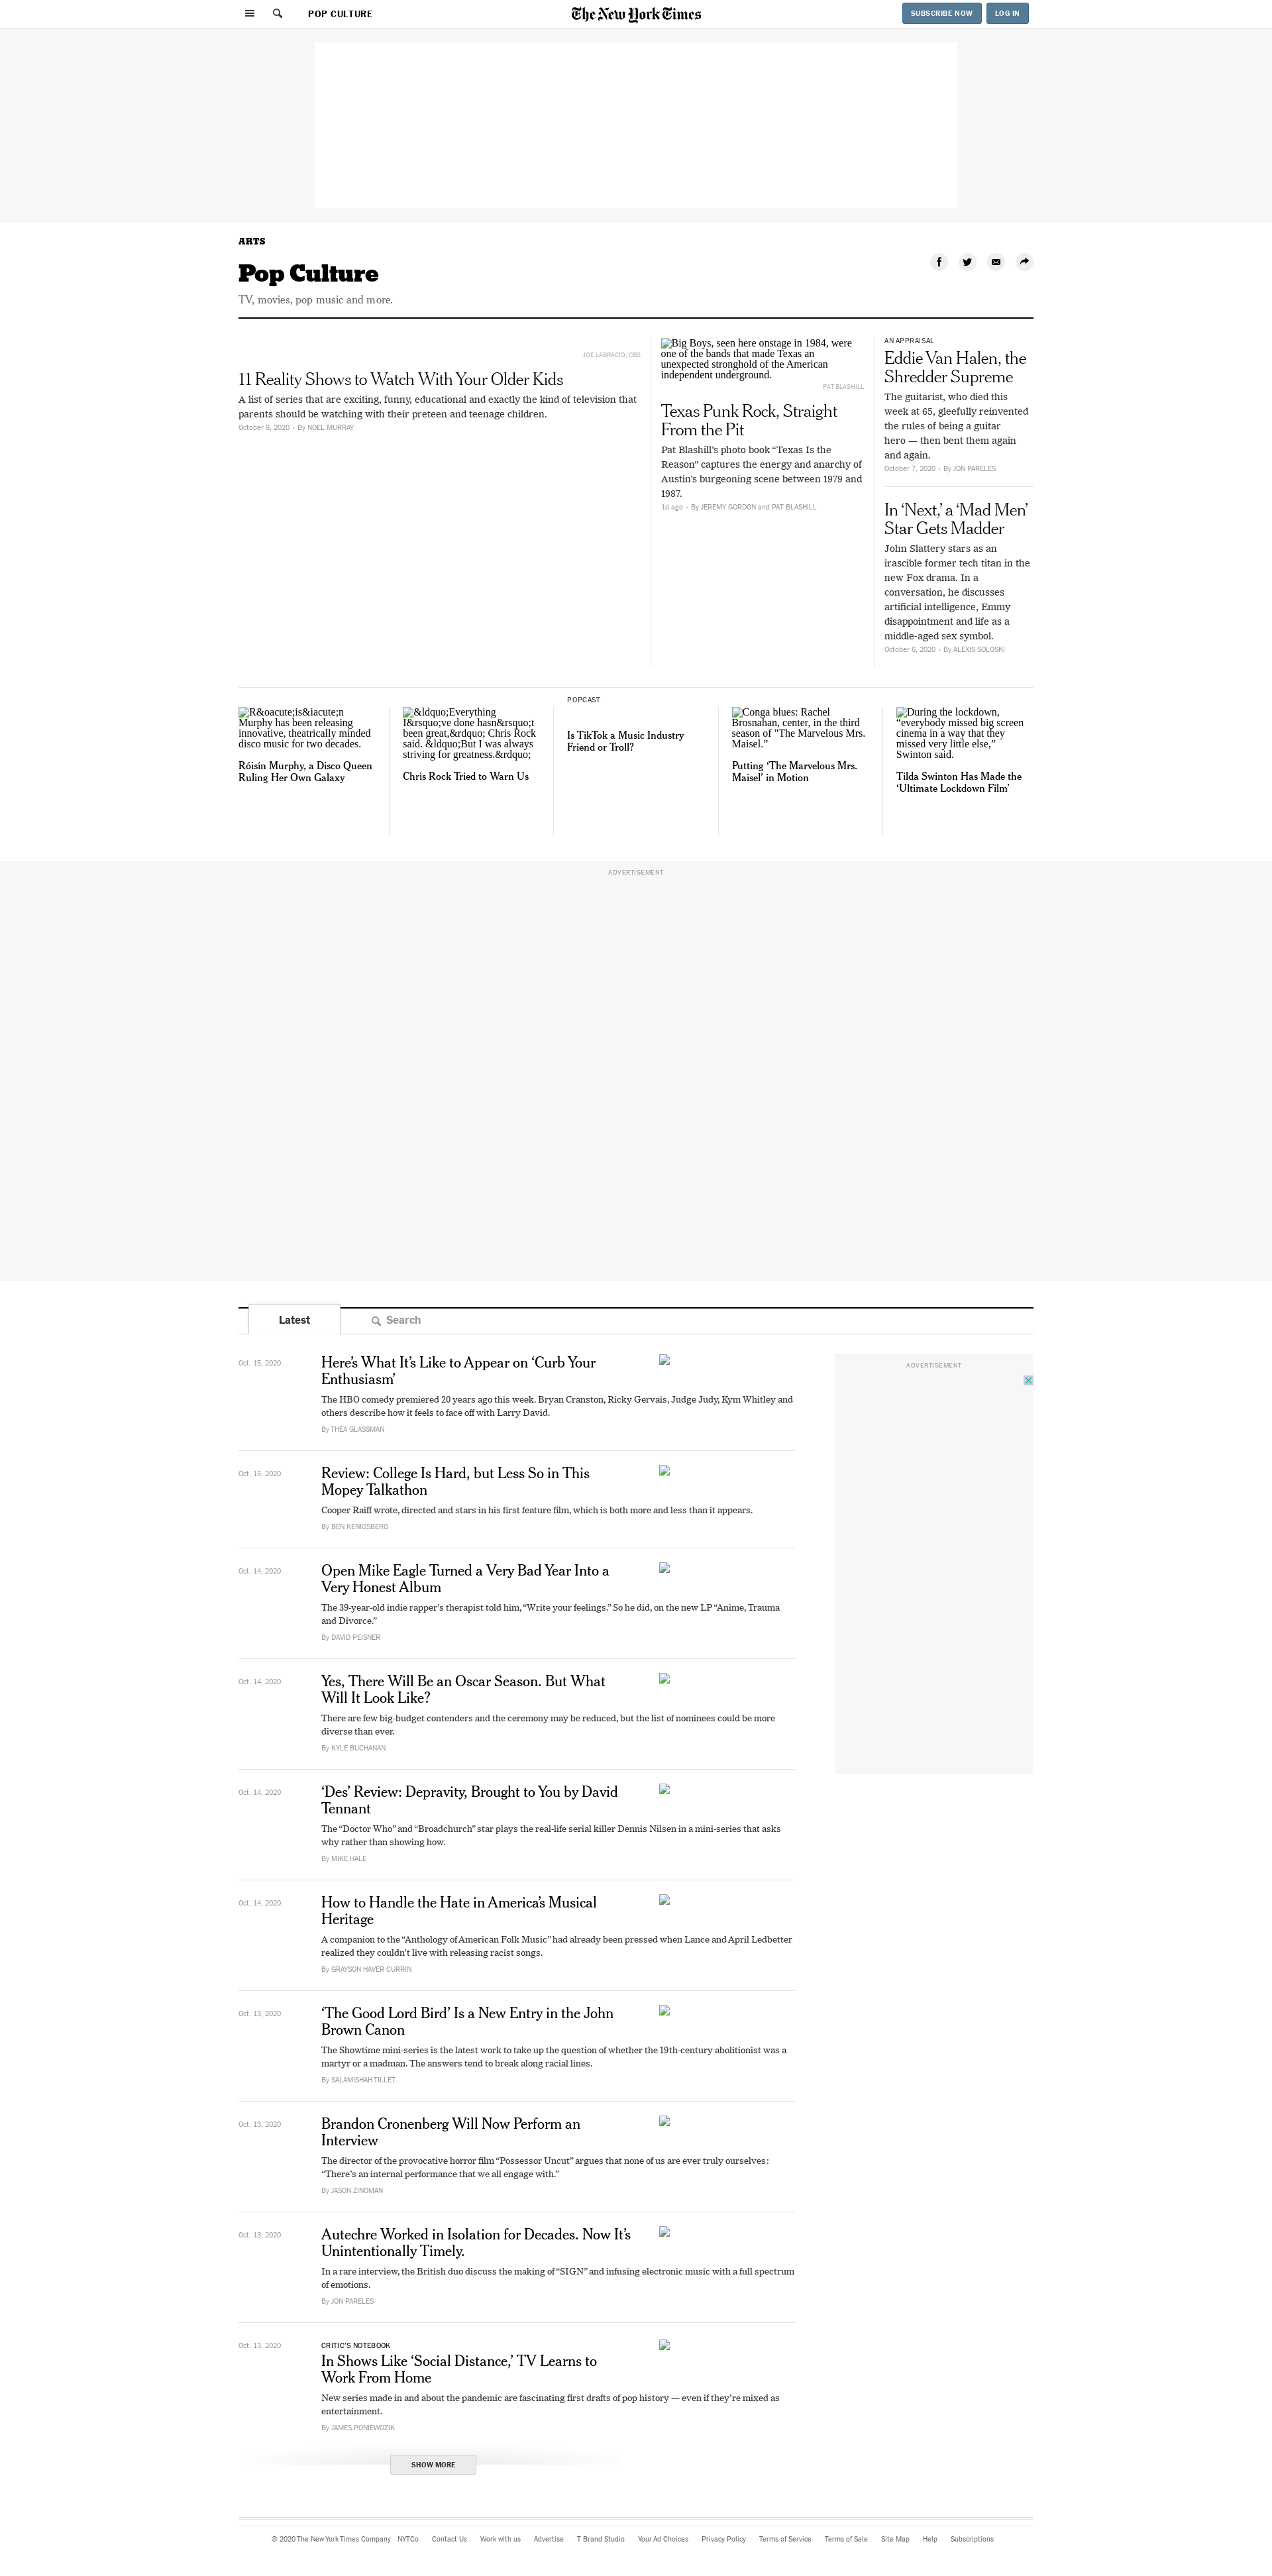 POP CULTURE
The New York Times
SUBSCRIBE NOW
LOG IN
ARTS
Pop Culture
TV, movies, pop music and more.
JOE LABRACIO/CBS
11 Reality Shows to Watch With Your Older Kids
A list of series that are exciting, funny, educational and exactly the kind of television that
parents should be watching with their preteen and teenage children.
October 8, 2020 • By NOEL MURRAY
Big Boys, seen here onstage in 1984, were
one of the bands that made Texas an
unexpected stronghold of the American
independent underground.
PAT BLASHILL
Texas Punk Rock, Straight
From the Pit
Pat Blashill’s photo book “Texas Is the
Reason” captures the energy and anarchy of
Austin’s burgeoning scene between 1979 and
1987.
1d ago • By JEREMY GORDON and PAT BLASHILL
AN APPRAISAL
Eddie Van Halen, the
Shredder Supreme
The guitarist, who died this
week at 65, gleefully reinvented
the rules of being a guitar
hero — then bent them again
and again.
October 7, 2020 • By JON PARELES
In ‘Next,’ a ‘Mad Men’
Star Gets Madder
John Slattery stars as an
irascible former tech titan in the
new Fox drama. In a
conversation, he discusses
artificial intelligence, Emmy
disappointment and life as a
middle-aged sex symbol.
October 6, 2020 • By ALEXIS SOLOSKI
R&oacute;is&iacute;n
Murphy has been releasing
innovative, theatrically minded
disco music for two decades.
Róisín Murphy, a Disco Queen
Ruling Her Own Galaxy
&ldquo;Everything
I&rsquo;ve done hasn&rsquo;t
been great,&rdquo; Chris Rock
said. &ldquo;But I was always
striving for greatness.&rdquo;
Chris Rock Tried to Warn Us
POPCAST
Is TikTok a Music Industry
Friend or Troll?
Conga blues: Rachel
Brosnahan, center, in the third
season of "The Marvelous Mrs.
Maisel.”
Putting ‘The Marvelous Mrs.
Maisel’ in Motion
During the lockdown,
“everybody missed big screen
cinema in a way that they
missed very little else,”
Swinton said.
Tilda Swinton Has Made the
‘Ultimate Lockdown Film’
ADVERTISEMENT
Latest
Search
Oct. 15, 2020
Here’s What It’s Like to Appear on ‘Curb Your
Enthusiasm’
The HBO comedy premiered 20 years ago this week. Bryan Cranston, Ricky Gervais, Judge Judy, Kym Whitley and
others describe how it feels to face off with Larry David.
By THEA GLASSMAN
ADVERTISEMENT
Oct. 15, 2020
Review: College Is Hard, but Less So in This
Mopey Talkathon
Cooper Raiff wrote, directed and stars in his first feature film, which is both more and less than it appears.
By BEN KENIGSBERG
Oct. 14, 2020
Open Mike Eagle Turned a Very Bad Year Into a
Very Honest Album
The 39-year-old indie rapper’s therapist told him, “Write your feelings.” So he did, on the new LP “Anime, Trauma
and Divorce.”
By DAVID PEISNER
Oct. 14, 2020
Yes, There Will Be an Oscar Season. But What
Will It Look Like?
There are few big-budget contenders and the ceremony may be reduced, but the list of nominees could be more
diverse than ever.
By KYLE BUCHANAN
Oct. 14, 2020
‘Des’ Review: Depravity, Brought to You by David
Tennant
The “Doctor Who” and “Broadchurch” star plays the real-life serial killer Dennis Nilsen in a mini-series that asks
why rather than showing how.
By MIKE HALE
Oct. 14, 2020
How to Handle the Hate in America’s Musical
Heritage
A companion to the “Anthology of American Folk Music” had already been pressed when Lance and April Ledbetter
realized they couldn’t live with releasing racist songs.
By GRAYSON HAVER CURRIN
Oct. 13, 2020
‘The Good Lord Bird’ Is a New Entry in the John
Brown Canon
The Showtime mini-series is the latest work to take up the question of whether the 19th-century abolitionist was a
martyr or a madman. The answers tend to break along racial lines.
By SALAMISHAH TILLET
Oct. 13, 2020
Brandon Cronenberg Will Now Perform an
Interview
The director of the provocative horror film “Possessor Uncut” argues that none of us are ever truly ourselves:
“There’s an internal performance that we all engage with.”
By JASON ZINOMAN
Oct. 13, 2020
Autechre Worked in Isolation for Decades. Now It’s
Unintentionally Timely.
In a rare interview, the British duo discuss the making of “SIGN” and infusing electronic music with a full spectrum
of emotions.
By JON PARELES
Oct. 13, 2020
CRITIC’S NOTEBOOK
In Shows Like ‘Social Distance,’ TV Learns to
Work From Home
New series made in and about the pandemic are fascinating first drafts of pop history — even if they’re mixed as
entertainment.
By JAMES PONIEWOZIK
SHOW MORE
© 2020 The New York Times Company NYTCo Contact Us Work with us Advertise T Brand Studio Your Ad Choices Privacy Policy Terms of Service Terms of Sale Site Map Help Subscriptions